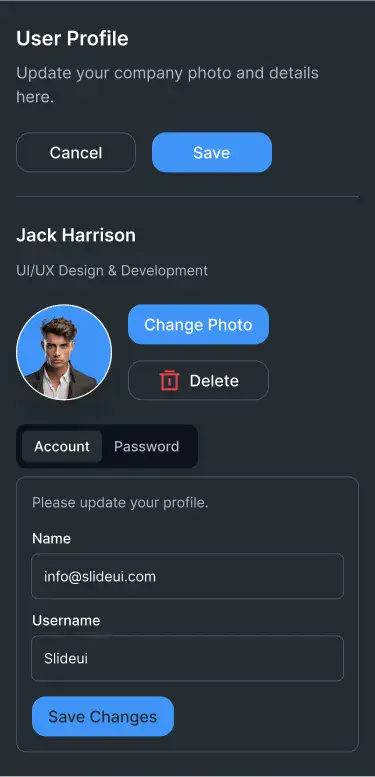 User Profile
Update your company photo and details
here.
Cancel
Save
Jack Harrison
UI/UX Design & Development
Change Photo
Delete
Account
Password
Please update your profile.
Name
info@slideui.com
Username
Slideui
Save Changes